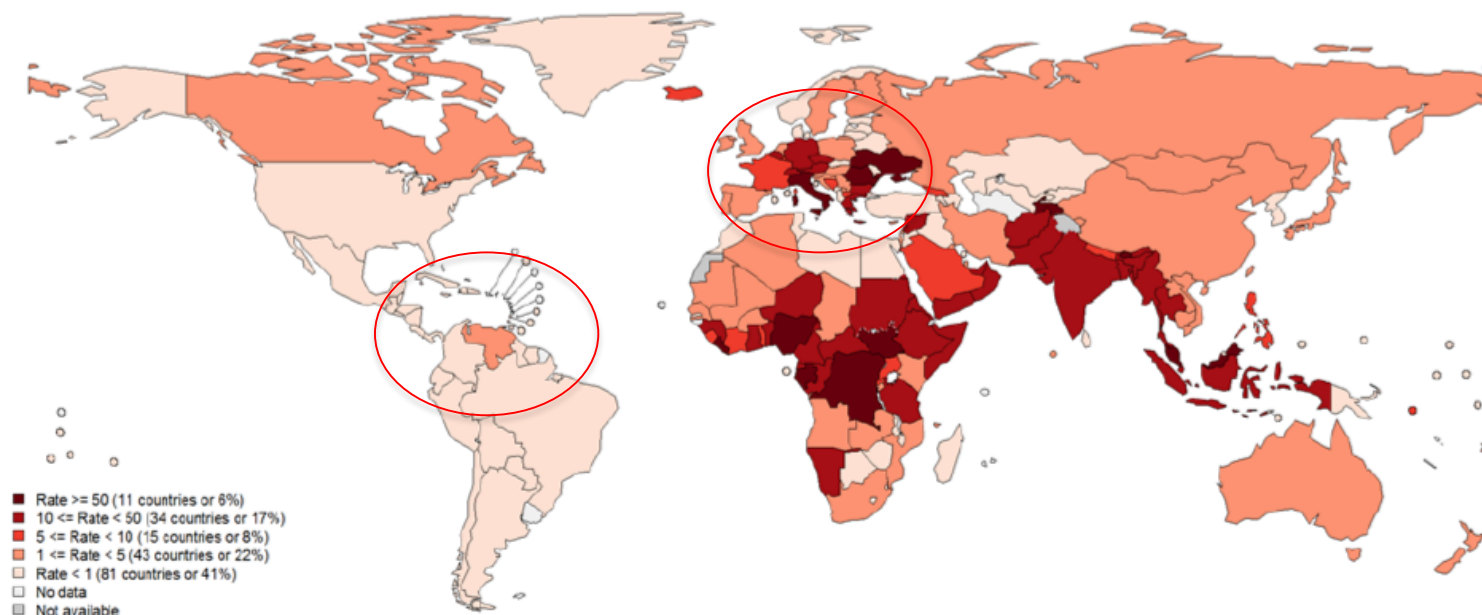 Rate >= 50 (11 countries or 6%)
10 <= Rate < 50 (34 countries or 17%)
5 <= Rate < 10 (15 countries or 8%)
1 <= Rate < 5 (43 countries or 22%)
Rate < 1 (81 countries or 41%)
No data
Not available